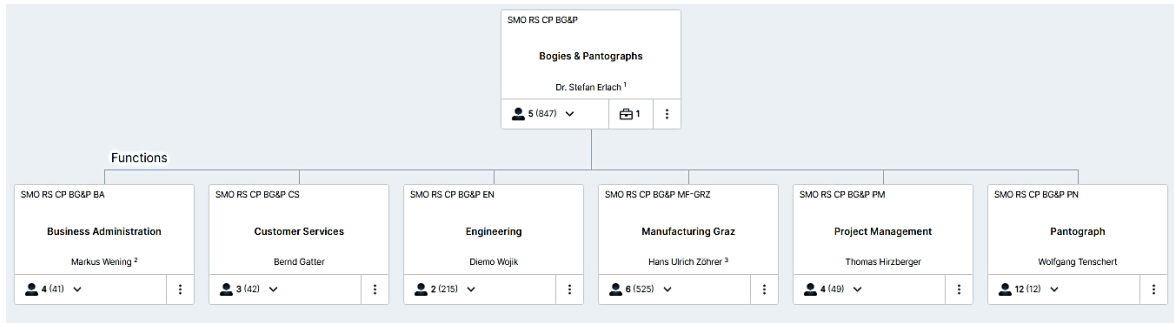 SMO RS CP BG&P
Bogies & Pantographs
Dr. Stefan Erlach 1
5 (847)
1
Functions
SMO RS CP BG&P BA
Business Administration
Markus Wening 2
4 (41)
SMO RS CP BG&P CS
Customer Services
Bernd Gatter
3 (42)
SMO RS CP BG&P EN
Engineering
Diemo Wojik
2 (215)
SMO RS CP BG&P MF-GRZ
Manufacturing Graz
Hans Ulrich Zöhrer 3
6 (525)
SMO RS CP BG&P PM
Project Management
Thomas Hirzberger
4 (49)
SMO RS CP BG&P PN
Pantograph
Wolfgang Tenschert
12 (12)